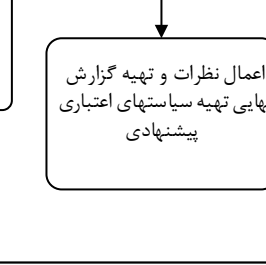 اعمال نظرات و تهیه گزارش
تهیه سیاستهای اعتباری
پیشنهادی